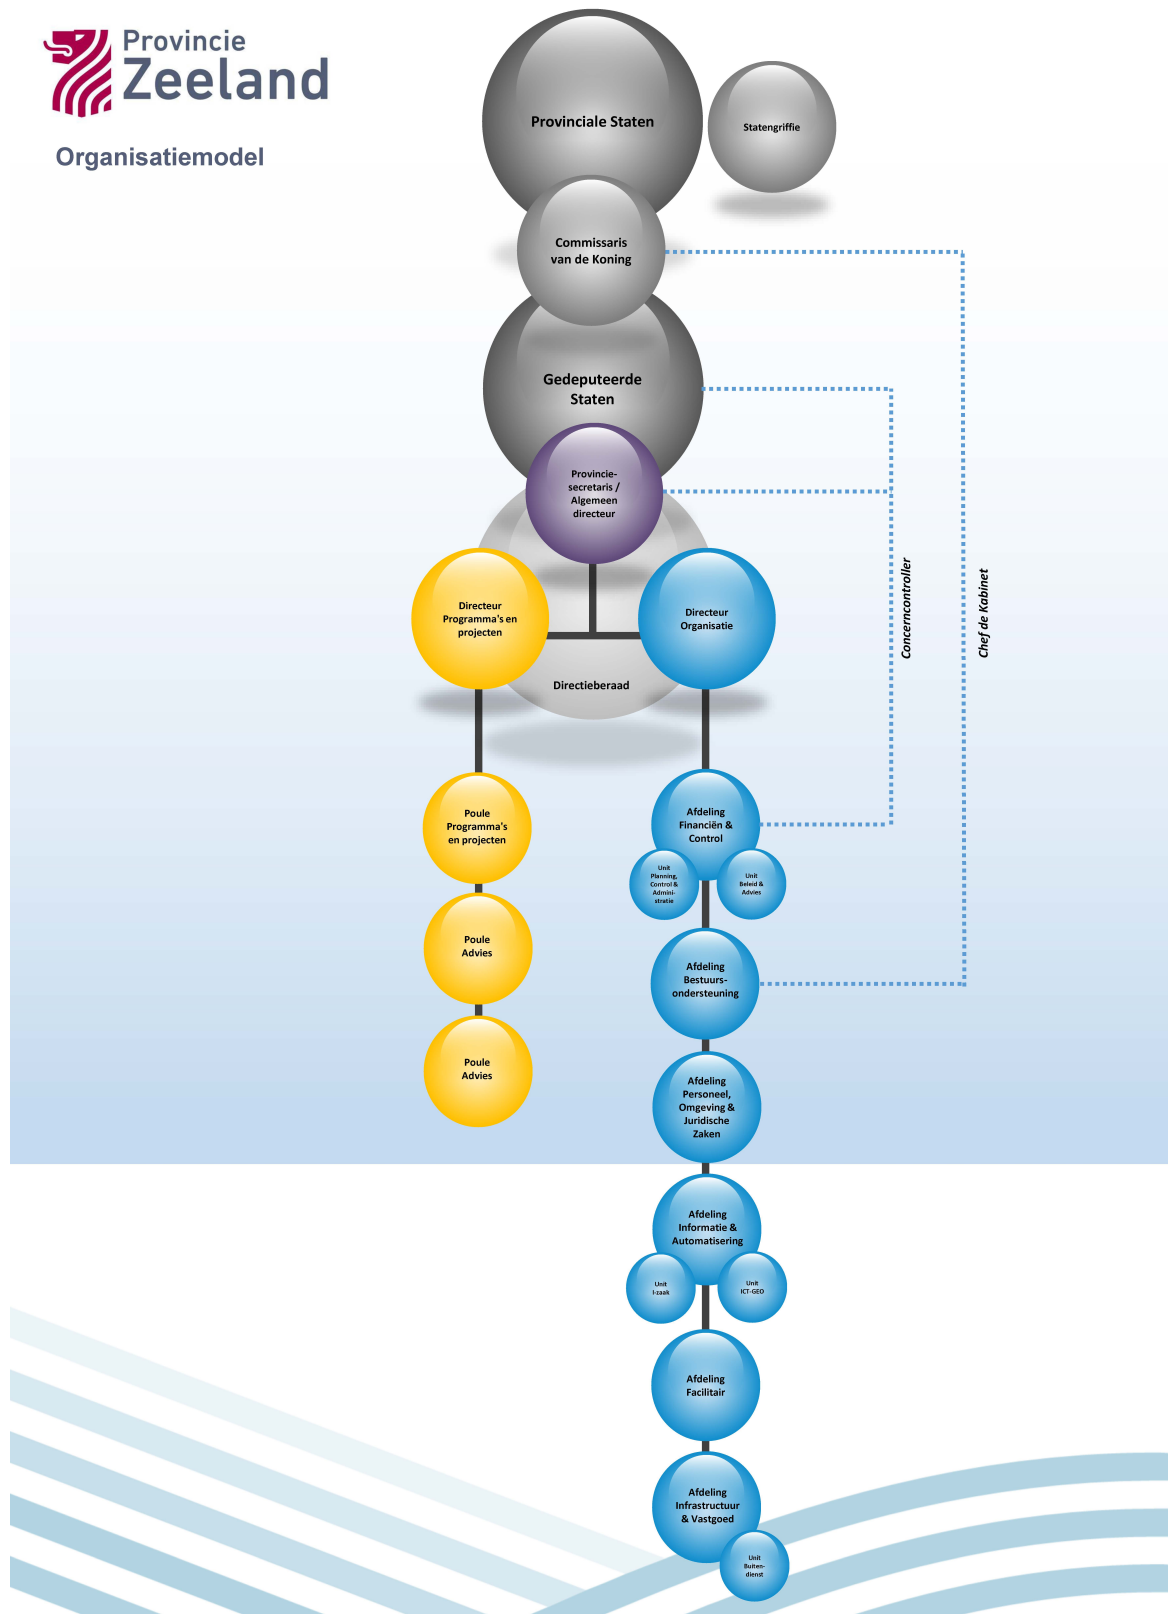 Provincie
Zeeland
Organisatiemodel
Provinciale Staten
Statengriffie
Commissaris
van de Koning
Gedeputeerde
Staten
Provincie-
secretaris /
Algemeen
directeur
Directeur
Programma's en
projecten
Directeur
Organisatie
Directieberaad
Concerncontroller
Chef de Kabinet
Poule
Programma's
en projecten
Poule
Advies
Poule
Advies
Afdeling
Financiën &
Control
Unit
Planning,
Control &
Admini-
stratie
Unit
Beleid &
Advies
Afdeling
Bestuurs-
ondersteuning
Afdeling
Personeel,
Omgeving &
Juridische
Zaken
Afdeling
Informatie &
Automatisering
Unit
I-zaak
Unit
ICT-GEO
Afdeling
Facilitair
Afdeling
Infrastructuur
& Vastgoed
Unit
Buiten-
dienst